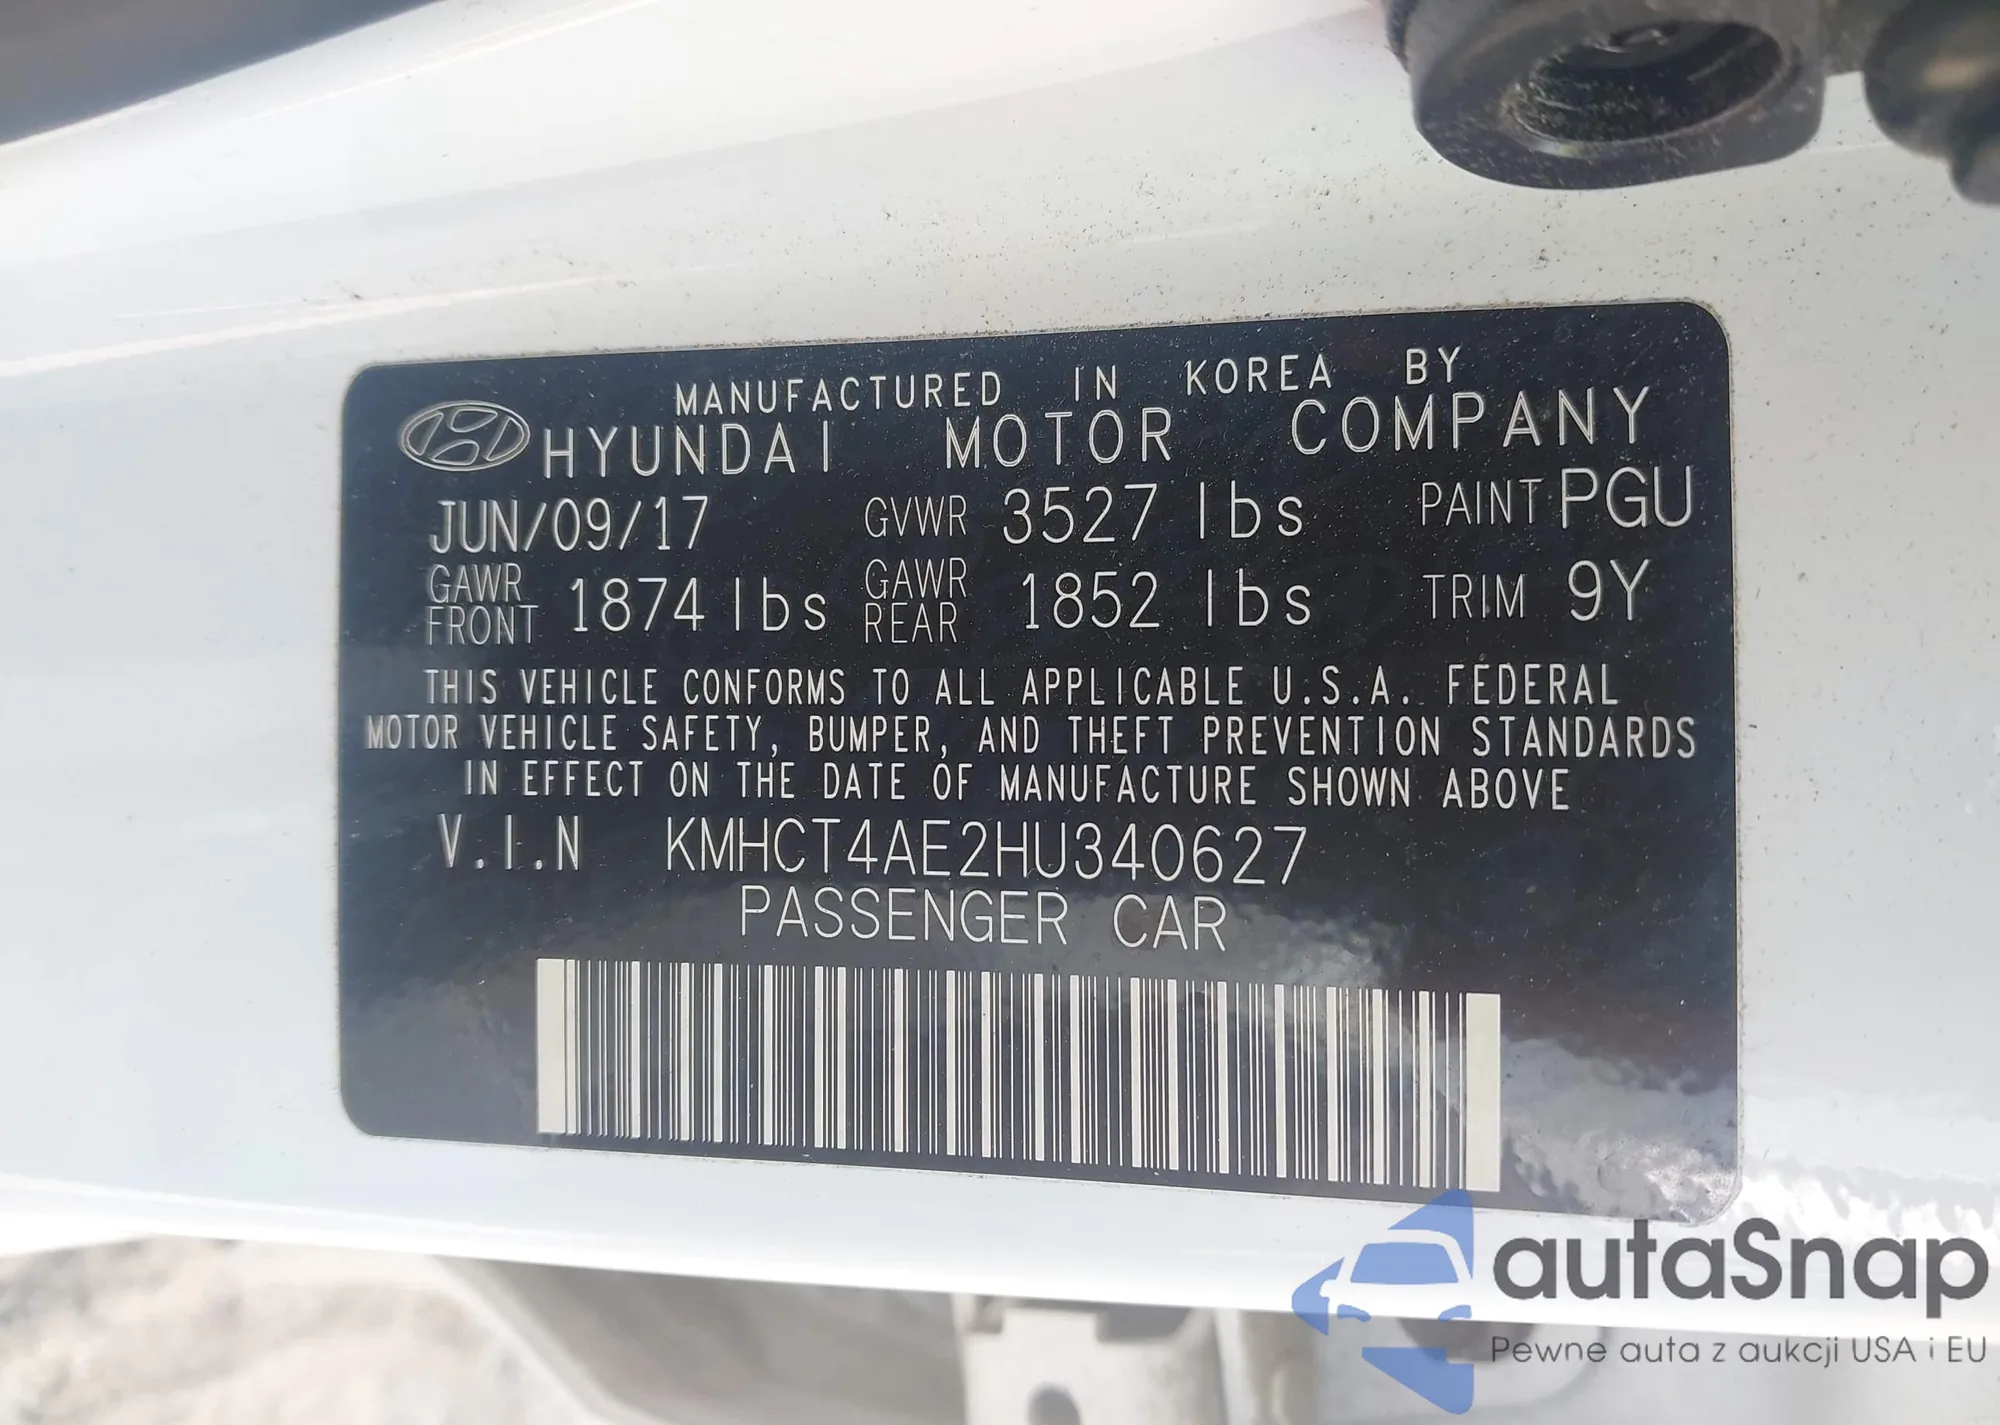 MANUFACTURED IN KOREA BY
HYUNDAI MOTOR COMPANY
JUN/09/17 GVWR 3527 lbs PAINT PGU
GAWR FRONT 1874 lbs GAWR REAR 1852 lbs TRIM 9Y
THIS VEHICLE CONFORMS TO ALL APPLICABLE U.S.A. FEDERAL
MOTOR VEHICLE SAFETY, BUMPER, AND THEFT PREVENTION STANDARDS
IN EFFECT ON THE DATE OF MANUFACTURE SHOWN ABOVE
V.I.N KMHCT4AE2HU340627
PASSENGER CAR
autaSnap
Pewne auta z aukcji USA i EU